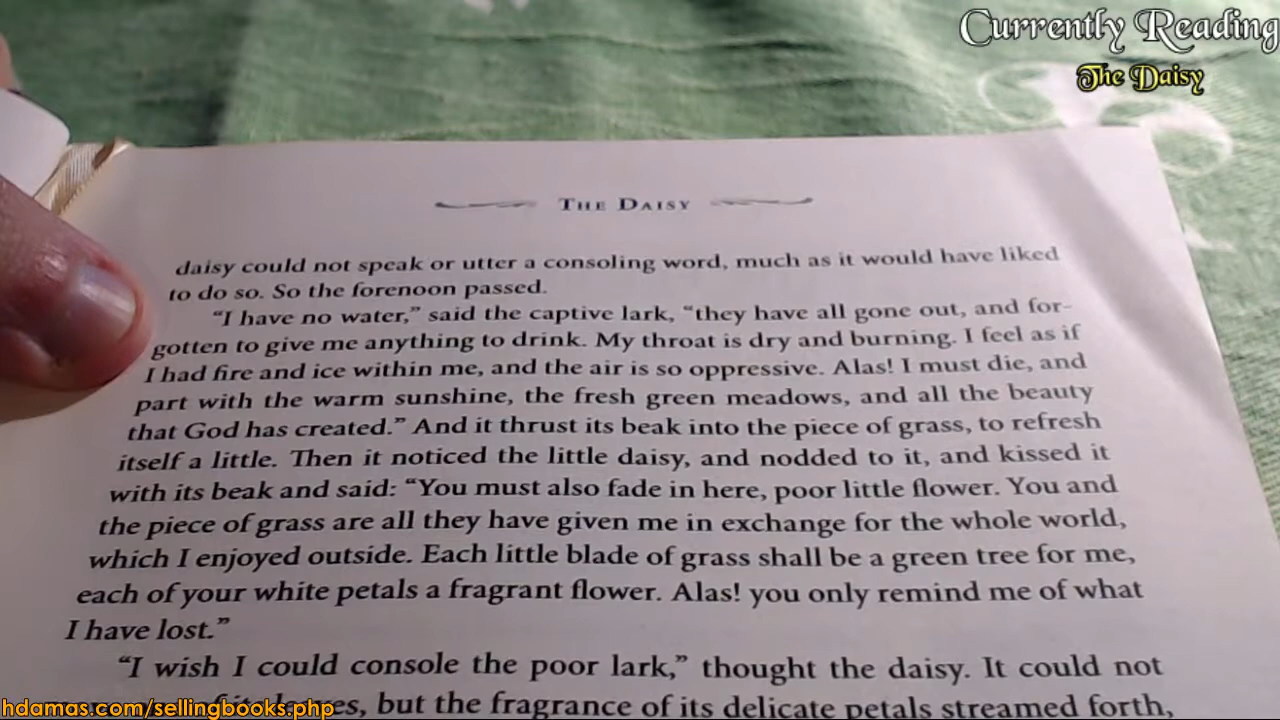 Currently Reading
The Daisy
The Daisy
daisy could not speak or utter a consoling word, much as it would have liked
to do so. So the forenoon passed.
“I have no water,” said the captive lark, “they have all gone out, and for-
gotten to give me anything to drink. My throat is dry and burning. I feel as if
I had fire and ice within me, and the air is so oppressive. Alas! I must die, and
part with the warm sunshine, the fresh green meadows, and all the beauty
that God has created.” And it thrust its beak into the piece of grass, to refresh
itself a little. Then it noticed the little daisy, and nodded to it, and kissed it
with its beak and said: “You must also fade in here, poor little flower. You and
the piece of grass are all they have given me in exchange for the whole world,
which I enjoyed outside. Each little blade of grass shall be a green tree for me,
each of your white petals a fragrant flower. Alas! you only remind me of what
I have lost.”
“I wish I could console the poor lark,” thought the daisy. It could not
but the fragrance of its delicate petals streamed forth,
hdamas.com/sellingbooks.php